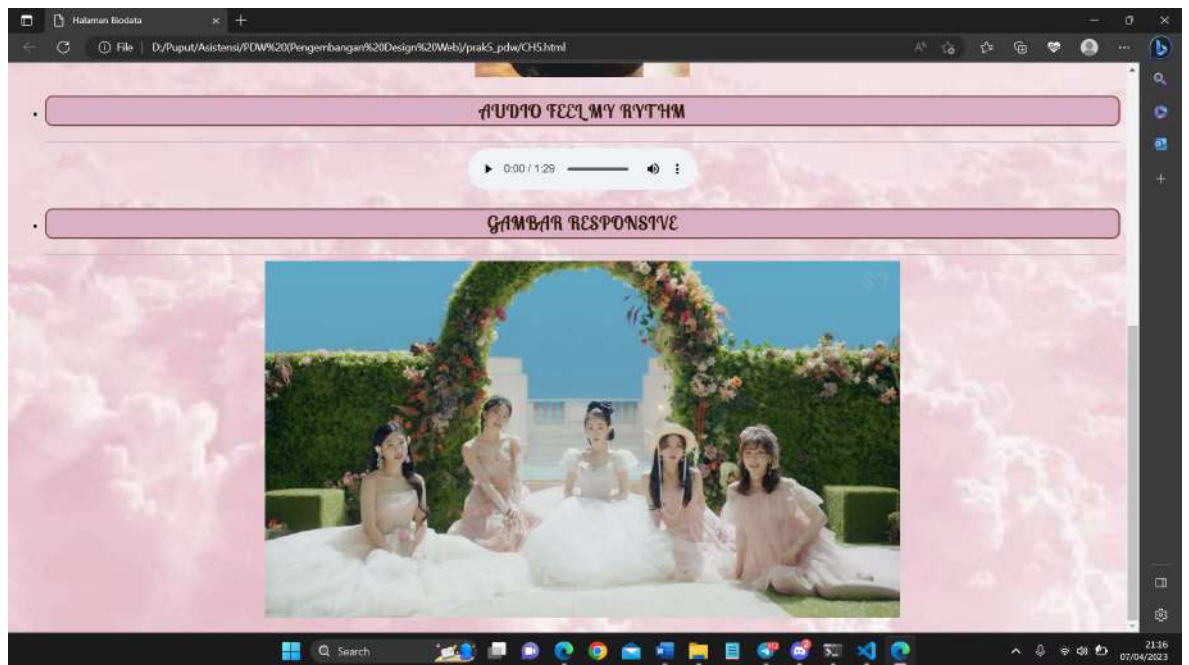 Halaman Biodata
File | D:/Puput/Asistensi/PDW%20(Pengembangan%20Design%20Web)/prak5_pdw/CH5.html
AUDIO FEEL MY RYTHM
0:00 / 1:29
GAMBAR RESPONSIVE
Search
21:16
07/04/2023